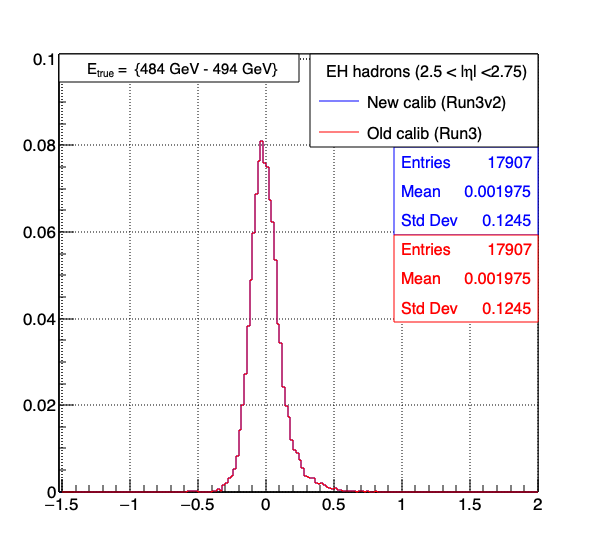 E_true = {484 GeV - 494 GeV}
EH hadrons (2.5 < |η| <2.75)
New calib (Run3v2)
Old calib (Run3)
Entries 17907
Mean 0.001975
Std Dev 0.1245
Entries 17907
Mean 0.001975
Std Dev 0.1245
0.1
0.08
0.06
0.04
0.02
0
−1.5 −1 −0.5 0 0.5 1 1.5 2